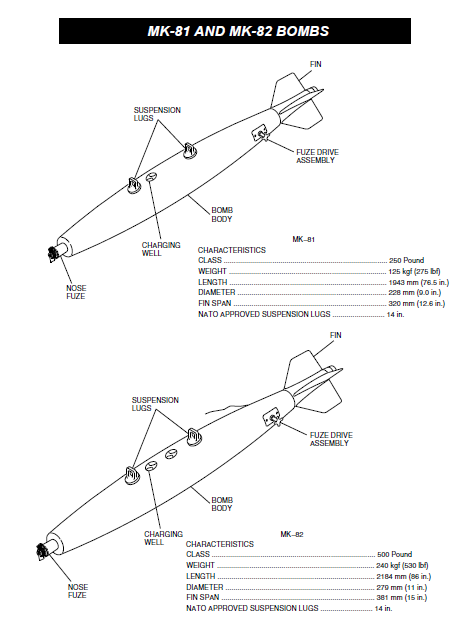 MK-81 AND MK-82 BOMBS
FIN
SUSPENSION
LUGS
FUZE DRIVE
ASSEMBLY
BOMB
BODY
CHARGING
WELL
NOSE
FUZE
MK–81
CHARACTERISTICS
CLASS ........ 250 Pound
WEIGHT ........ 125 kgf (275 lbf)
LENGTH ........ 1943 mm (76.5 in.)
DIAMETER ........ 228 mm (9.0 in.)
FIN SPAN ........ 320 mm (12.6 in.)
NATO APPROVED SUSPENSION LUGS ........ 14 in.
FIN
SUSPENSION
LUGS
FUZE DRIVE
ASSEMBLY
BOMB
BODY
CHARGING
WELL
NOSE
FUZE
MK–82
CHARACTERISTICS
CLASS ........ 500 Pound
WEIGHT ........ 240 kgf (530 lbf)
LENGTH ........ 2184 mm (86 in.)
DIAMETER ........ 279 mm (11 in.)
FIN SPAN ........ 381 mm (15 in.)
NATO APPROVED SUSPENSION LUGS ........ 14 in.